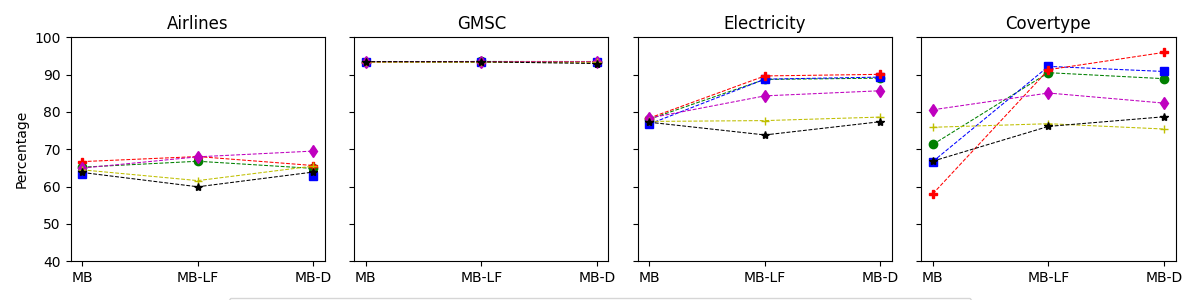 Airlines GMSC Electricity Covertype
Percentage
100
90
80
70
60
50
40
MB MB-LF MB-D MB MB-LF MB-D MB MB-LF MB-D MB MB-LF MB-D